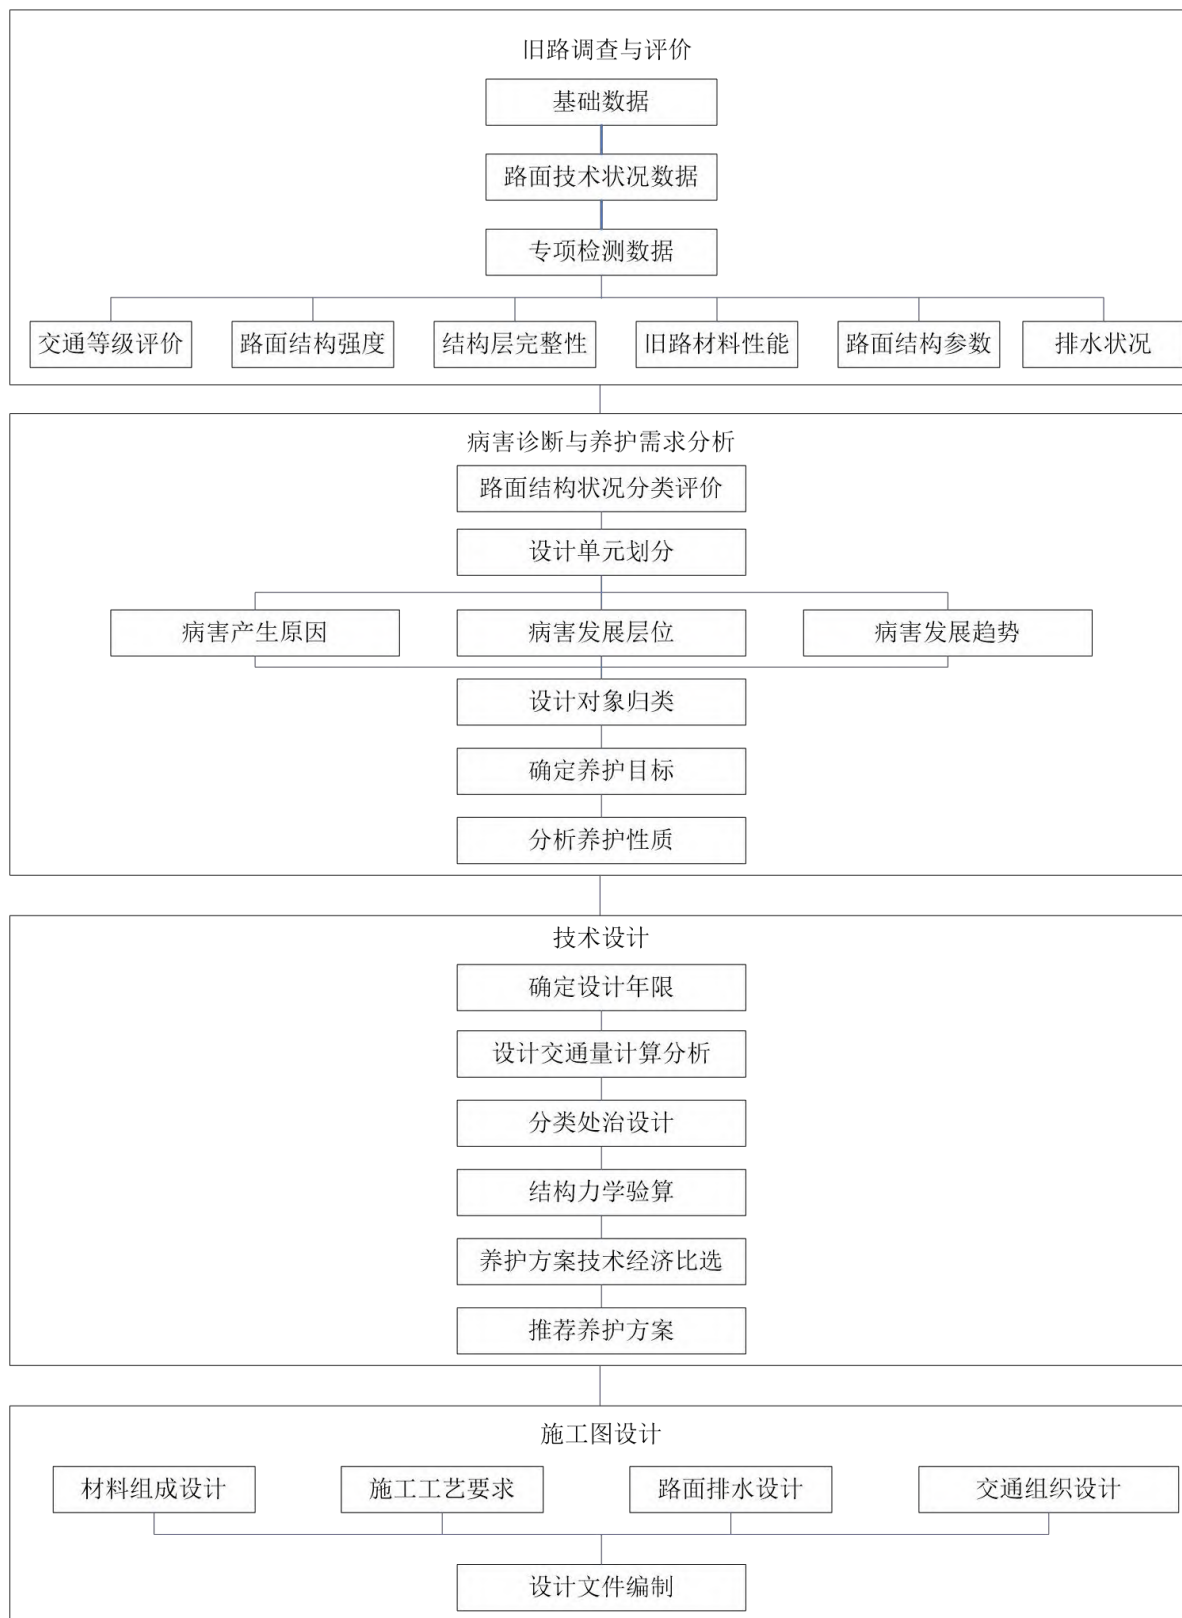 旧路调查与评价
基础数据
路面技术状况数据
专项检测数据
交通等级评价
路面结构强度
结构层完整性
旧路材料性能
路面结构参数
排水状况
病害诊断与养护需求分析
路面结构状况分类评价
设计单元划分
病害产生原因
病害发展层位
病害发展趋势
设计对象归类
确定养护目标
分析养护性质
技术设计
确定设计年限
设计交通量计算分析
分类处治设计
结构力学验算
养护方案技术经济比选
推荐养护方案
施工图设计
材料组成设计
施工工艺要求
路面排水设计
交通组织设计
设计文件编制